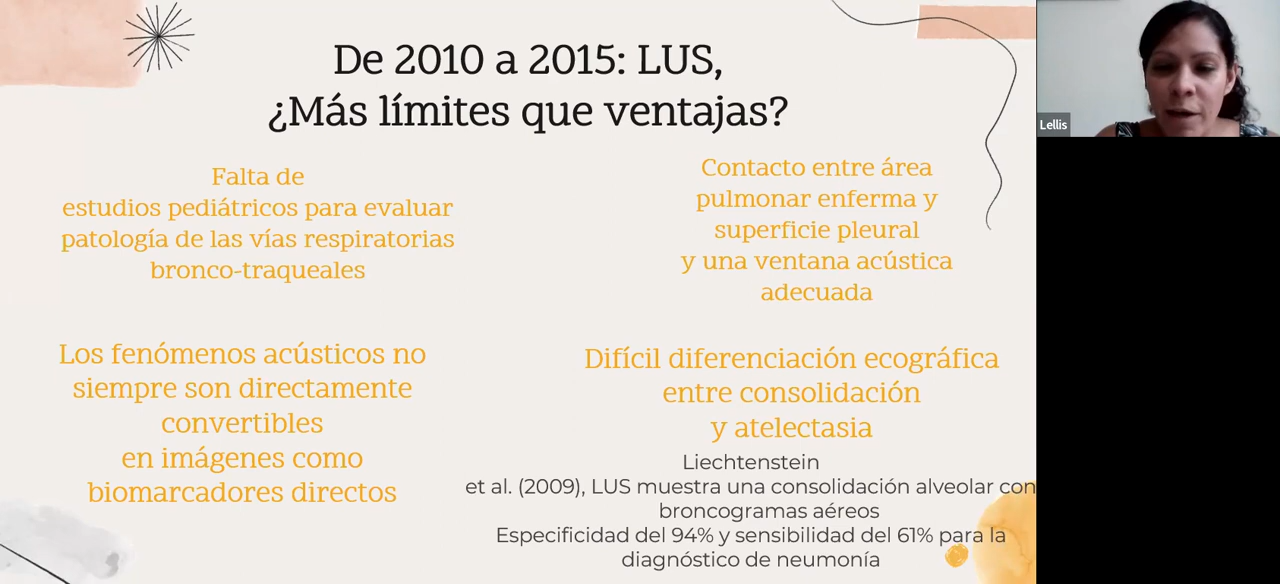 De 2010 a 2015: LUS,
¿Más límites que ventajas?
Falta de
estudios pediátricos para evaluar
patología de las vías respiratorias
bronco-traqueales
Contacto entre área
pulmonar enferma y
superficie pleural
y una ventana acústica
adecuada
Los fenómenos acústicos no
siempre son directamente
convertibles
en imágenes como
biomarcadores directos
Difícil diferenciación ecográfica
entre consolidación
y atelectasia
Liechtenstein
et al. (2009), LUS muestra una consolidación alveolar con
broncogramas aéreos
Especificidad del 94% y sensibilidad del 61% para la
diagnóstico de neumonía
Lellis